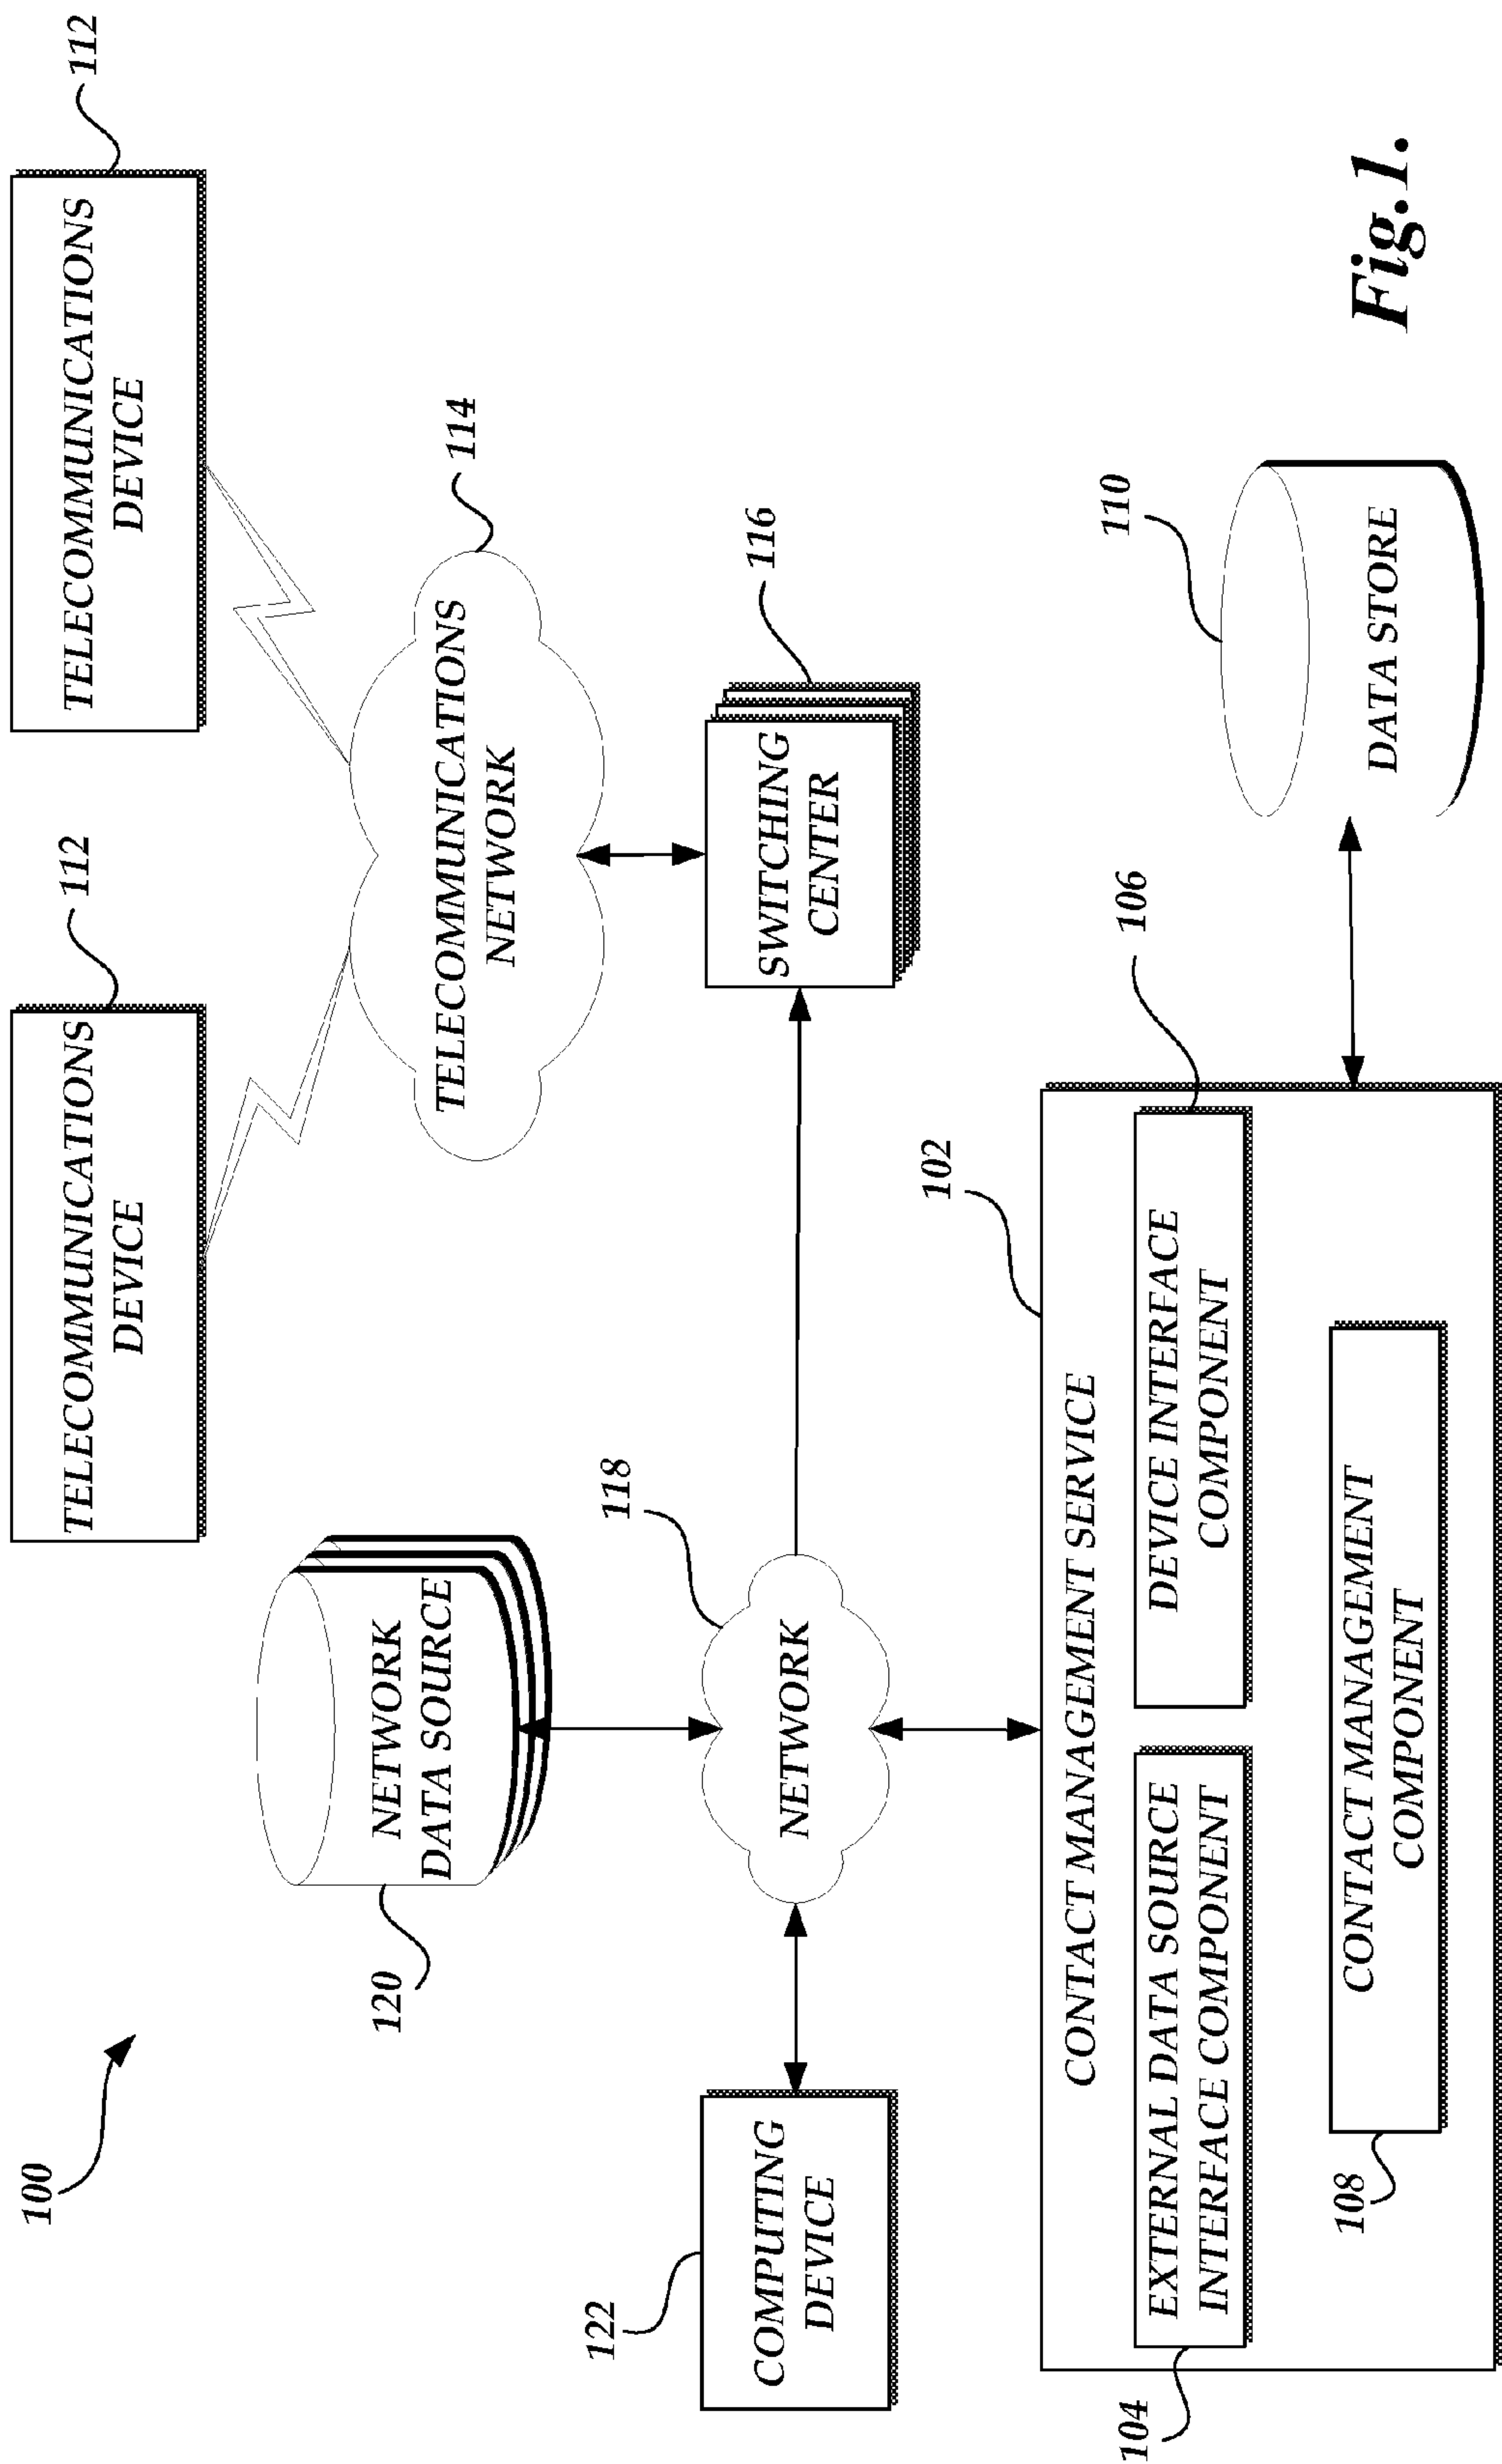 100
TELECOMMUNICATIONS
DEVICE
112
TELECOMMUNICATIONS
DEVICE
112
NETWORK
DATA SOURCE
120
TELECOMMUNICATIONS
NETWORK
114
122
COMPUTING
DEVICE
NETWORK
118
SWITCHING
CENTER
116
CONTACT MANAGEMENT SERVICE
102
104
EXTERNAL DATA SOURCE
INTERFACE COMPONENT
DEVICE INTERFACE
COMPONENT
106
108
CONTACT MANAGEMENT
COMPONENT
110
DATA STORE
Fig.1.